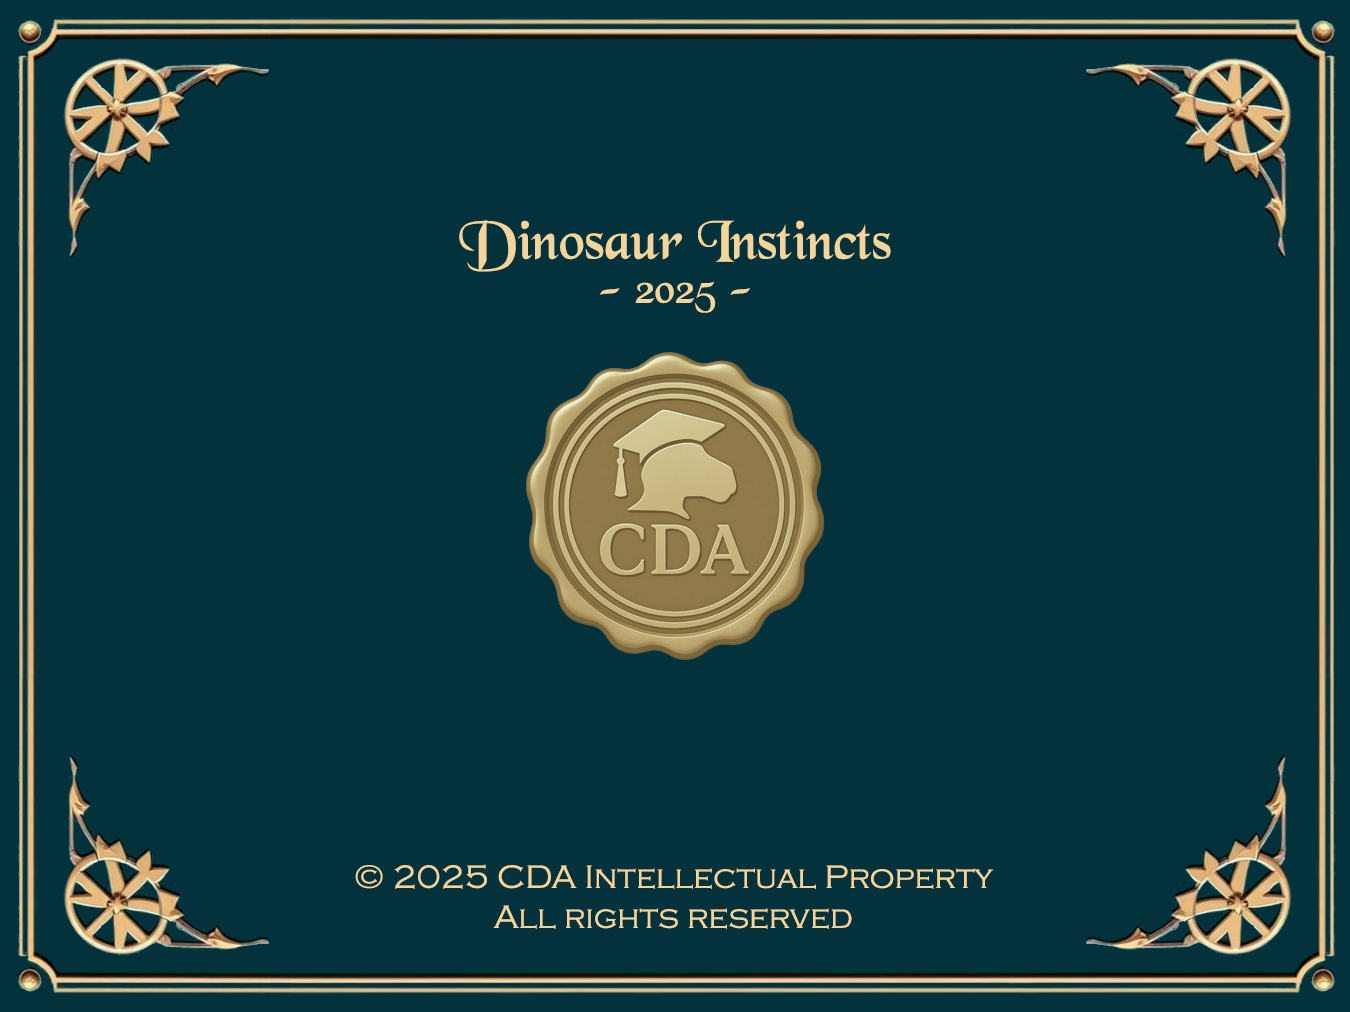 Dinosaur Instincts
- 2025 -
CDA
© 2025 CDA Intellectual Property
All rights reserved